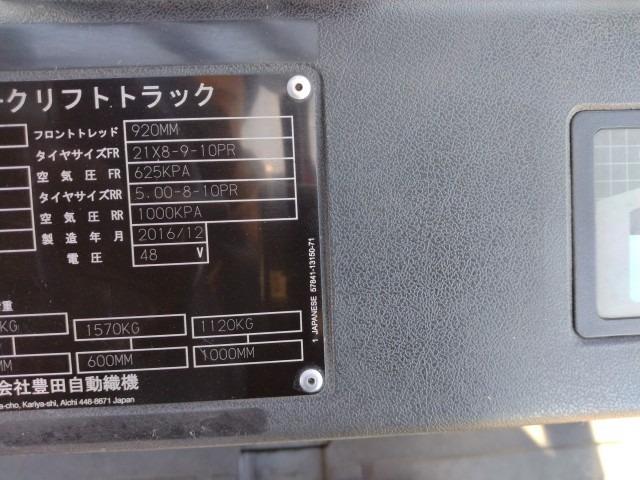 ークリフトトラック
フロントトレッド 920MM
タイヤサイズFR 21X8-9-10PR
空気圧 FR 625KPA
タイヤサイズRR 5.00-8-10PR
空気圧 RR 1000KPA
製造年月 2016/12
電圧 48 V
重
KG 1570KG 1120KG
MM 600MM 1000MM
会社豊田自動織機
a-cho, Kariya-shi, Aichi 448-8671 Japan
1 JAPANESE 57841-13150-71